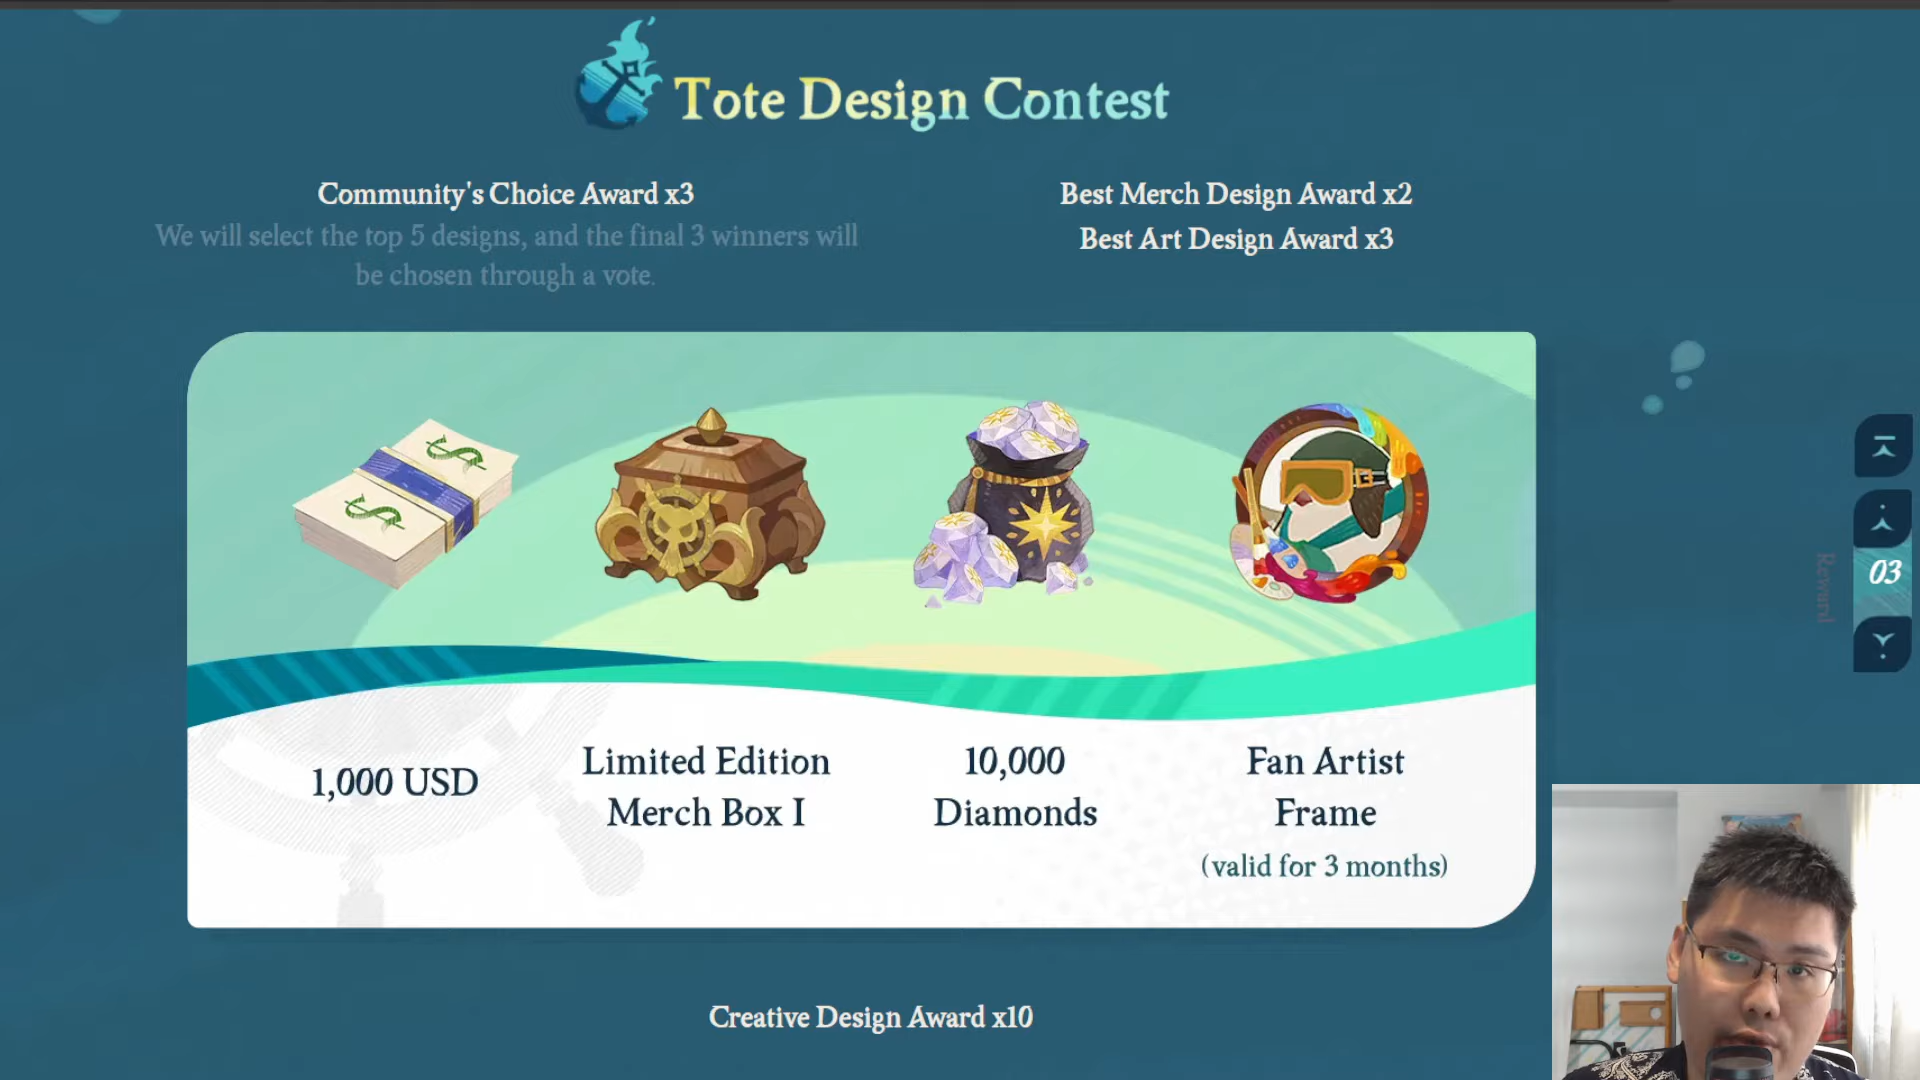 Tote Design Contest
Community's Choice Award x3
We will select the top 5 designs, and the final 3 winners will
be chosen through a vote.
Best Merch Design Award x2
Best Art Design Award x3
1,000 USD
Limited Edition
Merch Box I
10,000
Diamonds
Fan Artist
Frame
(valid for 3 months)
03
Reward
Creative Design Award x10